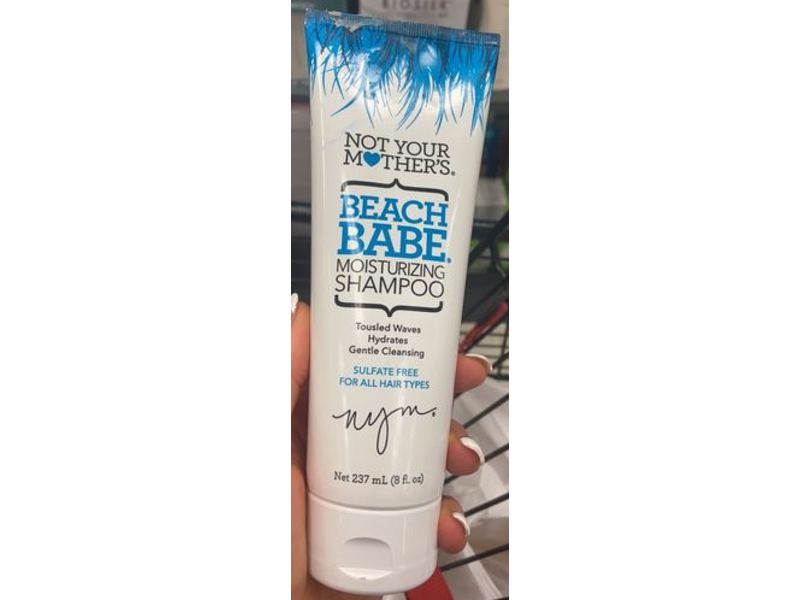 BIOSILK
NOT YOUR
MOTHER'S®
BEACH
BABE®
MOISTURIZING
SHAMPOO
Tousled Waves
Hydrates
Gentle Cleansing
SULFATE FREE
FOR ALL HAIR TYPES
nym®
Net 237 mL (8 fl. oz)